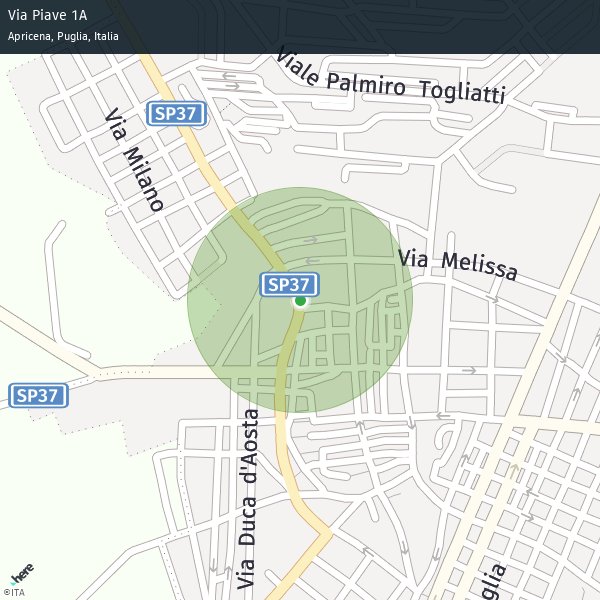 Via Piave 1A
Apricena, Puglia, Italia
Viale Palmiro Togliatti
SP37
Via Milano
Via Melissa
SP37
SP37
Via Duca d'Aosta
glia
here
©ITA